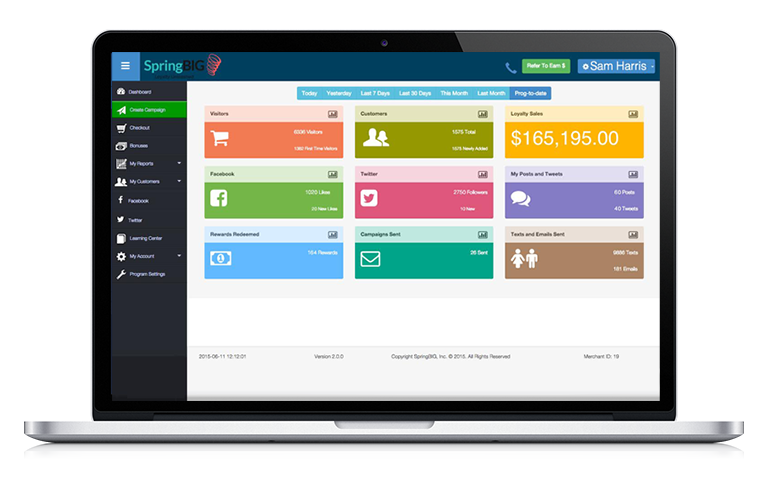 SpringBIG
Refer To Earn $
Sam Harris
Dashboard
Create Campaign
Checkout
Bonuses
My Reports
My Customers
Facebook
Twitter
Learning Center
My Account
Program Settings
Today Yesterday Last 7 Days Last 30 Days This Month Last Month Prog-to-date
Visitors
6936 Visitors
1360 First Time Visitors
Customers
1575 Total
1575 Newly Added
Loyalty Sales
$165,195.00
Facebook
1020 Likes
20 New Likes
Twitter
2750 Followers
10 New
My Posts and Tweets
60 Posts
40 Tweets
Rewards Redeemed
154 Rewards
Campaigns Sent
26 Sent
Texts and Emails Sent
9886 Texts
181 Emails
2015-06-11 12:12:01 Version 2.0.0 Copyright SpringBIG, Inc. © 2015. All Rights Reserved Merchant ID: 19